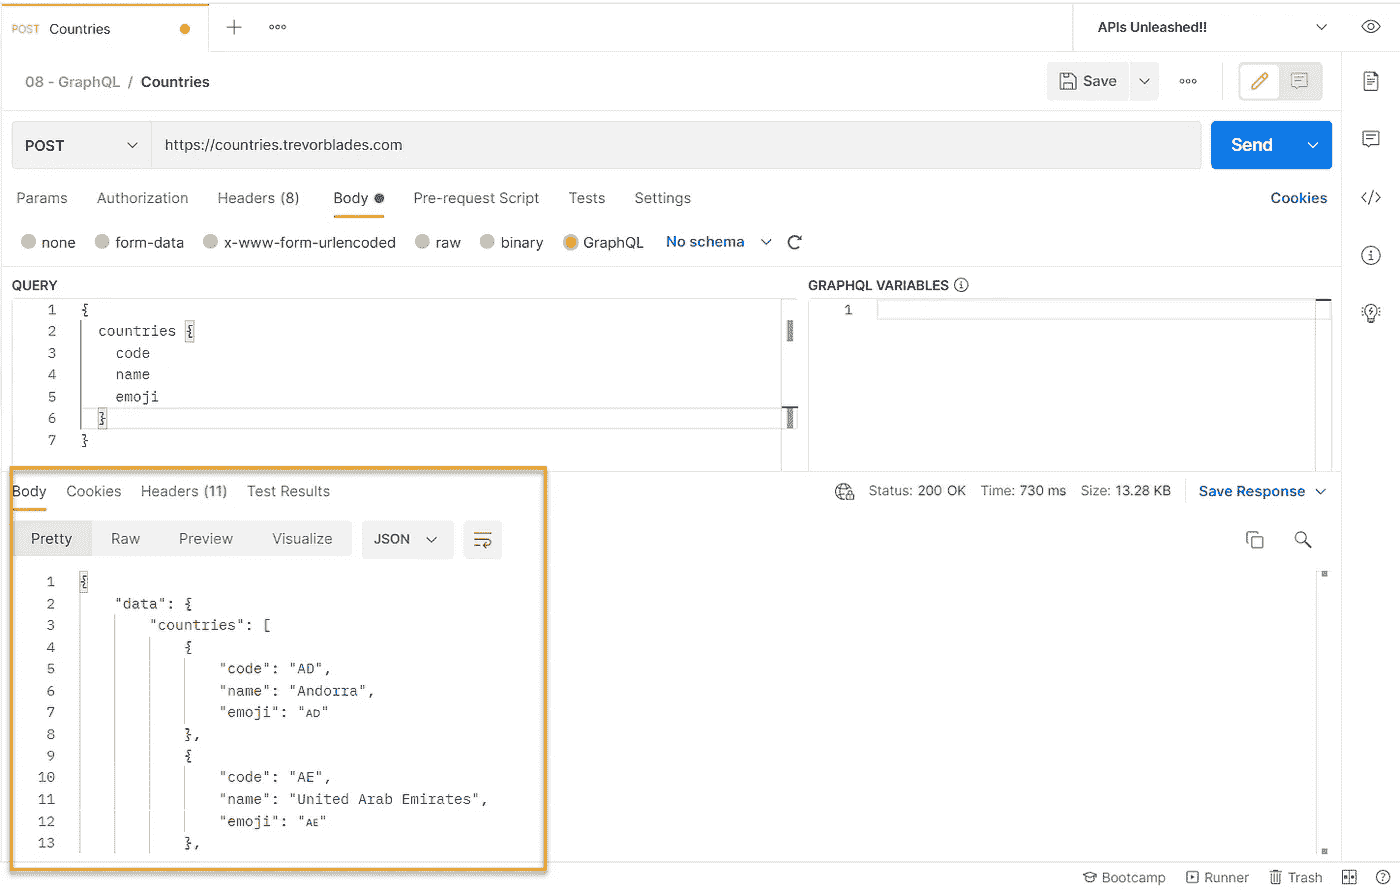 POST Countries
APIs Unleashed!!
08 - GraphQL / Countries
Save
POST
https://countries.trevorblades.com
Send
Params Authorization Headers (8) Body Pre-request Script Tests Settings Cookies
none form-data x-www-form-urlencoded raw binary GraphQL No schema
QUERY
GRAPHQL VARIABLES
1 {
2 countries {
3 code
4 name
5 emoji
6 }
7 }
1
Body Cookies Headers (11) Test Results
Status: 200 OK Time: 730 ms Size: 13.28 KB Save Response
Pretty Raw Preview Visualize JSON
1 {
2 "data": {
3 "countries": [
4 {
5 "code": "AD",
6 "name": "Andorra",
7 "emoji": "AD"
8 },
9 {
10 "code": "AE",
11 "name": "United Arab Emirates",
12 "emoji": "AE"
13 },
Bootcamp Runner Trash